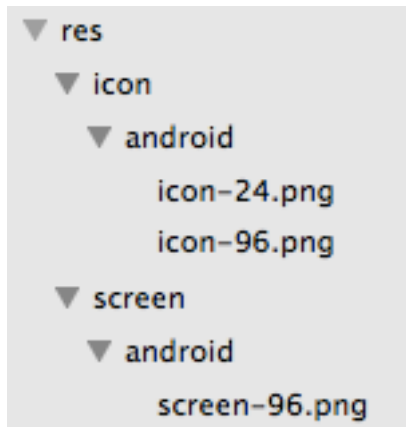 res
icon
android
icon-24.png
icon-96.png
screen
android
screen-96.png